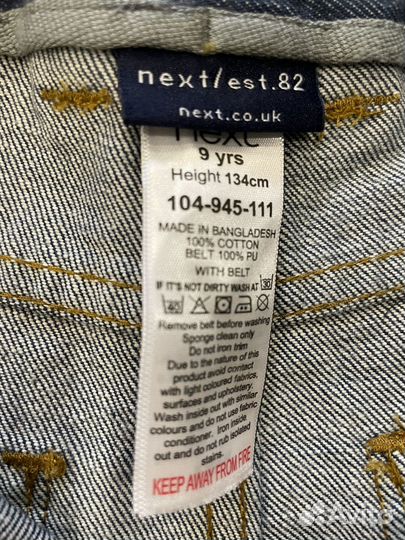 next/est.82
next.co.uk
next
9 yrs
Height 134cm
104-945-111
MADE IN BANGLADESH
100% COTTON
BELT 100% PU
WITH BELT
IF IT'S NOT DIRTY WASH AT 30
Remove belt before washing
Sponge clean only
Do not iron trim
Due to the nature of this
product avoid contact
with light coloured fabrics,
surfaces and upholstery.
Wash inside out with similar
colours and do not use fabric
conditioner. Iron inside
out and do not rub isolated
stains.
KEEP AWAY FROM FIRE
Avito